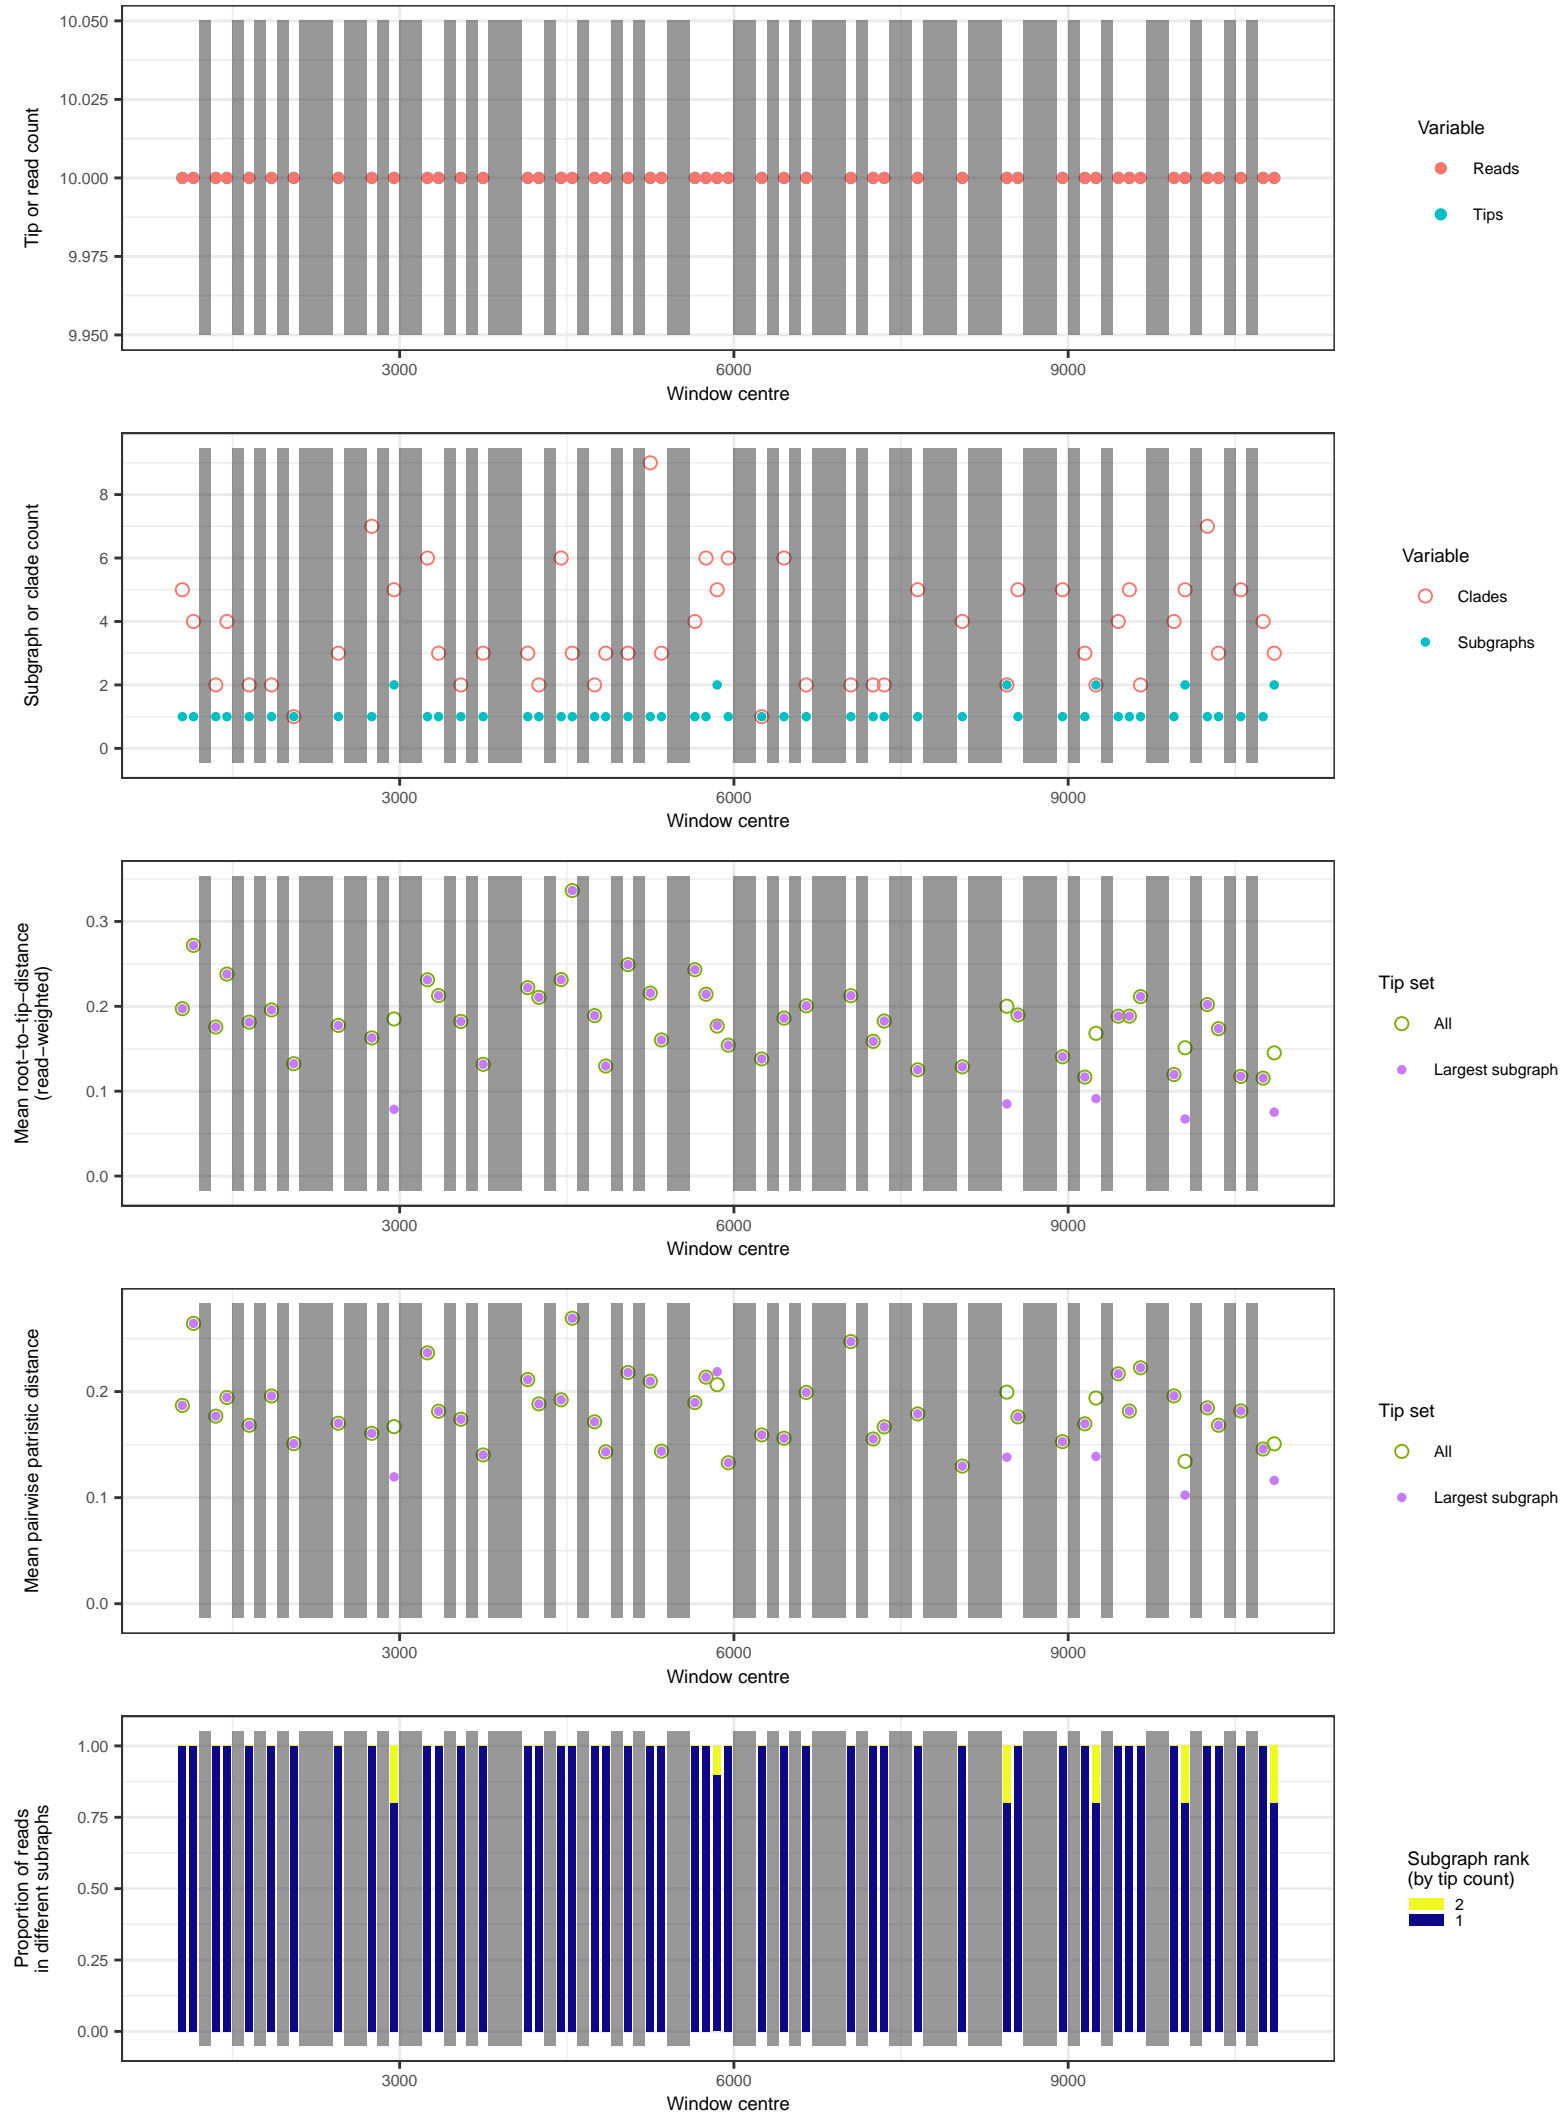 10.050
10.025
10.000
9.975
9.950
Tip or read count
3000
6000
9000
Window centre
Variable
Reads
Tips
8
6
4
2
0
Subgraph or clade count
3000
6000
9000
Window centre
Variable
Clades
Subgraphs
0.3
0.2
0.1
0.0
Mean root−to−tip−distance
(read−weighted)
3000
6000
9000
Window centre
Tip set
All
Largest subgraph
0.2
0.1
0.0
Mean pairwise patristic distance
3000
6000
9000
Window centre
Tip set
All
Largest subgraph
1.00
0.75
0.50
0.25
0.00
Proportion of reads
in different subraphs
3000
6000
9000
Window centre
Subgraph rank
(by tip count)
2
1